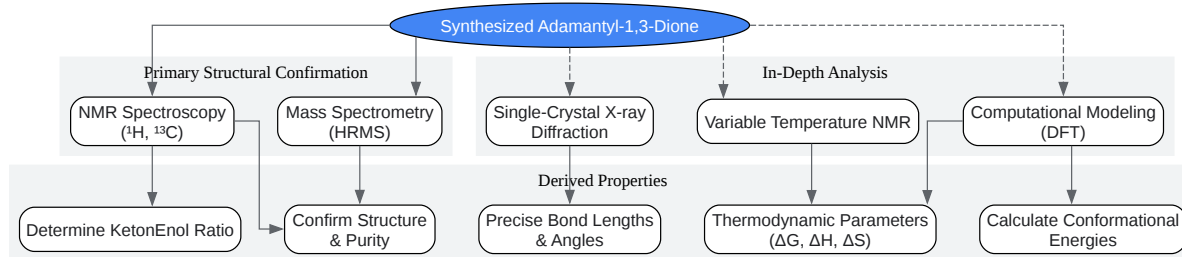 Synthesized Adamantyl-1,3-Dione
Primary Structural Confirmation
In-Depth Analysis
NMR Spectroscopy
(¹H, ¹³C)
Mass Spectrometry
(HRMS)
Single-Crystal X-ray
Diffraction
Variable Temperature NMR
Computational Modeling
(DFT)
Derived Properties
Determine KetonEnol Ratio
Confirm Structure
& Purity
Precise Bond Lengths
& Angles
Thermodynamic Parameters
(ΔG, ΔH, ΔS)
Calculate Conformational
Energies